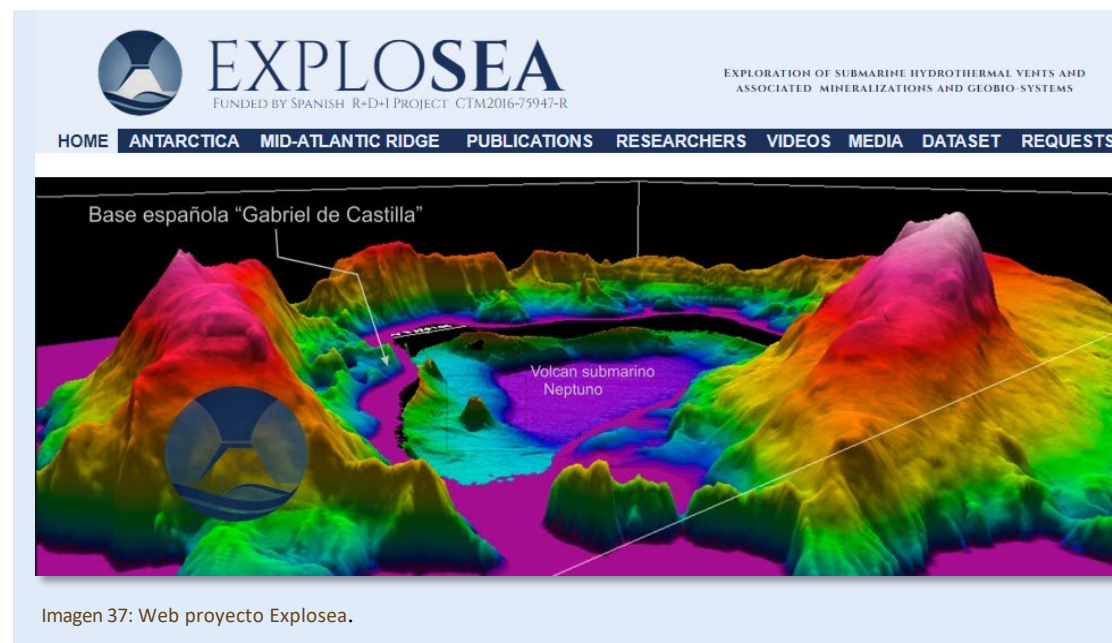 EXPLOSEA
FUNDED BY SPANISH R+D+I PROJECT CTM2016-75947-R
EXPLORATION OF SUBMARINE HYDROTHERMAL VENTS AND
ASSOCIATED MINERALIZATIONS AND GEOBIO-SYSTEMS
HOME ANTARCTICA MID-ATLANTIC RIDGE PUBLICATIONS RESEARCHERS VIDEOS MEDIA DATASET REQUESTS
Base española “Gabriel de Castilla”
Volcan submarino
Neptuno
Imagen 37: Web proyecto Explosea.